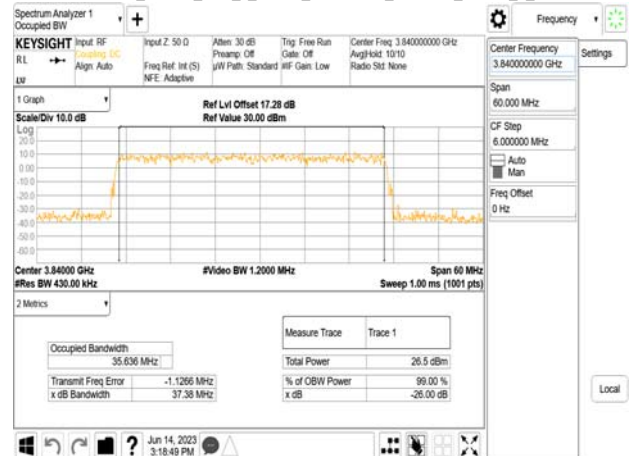 Spectrum Analyzer 1
Occupied BW
+
Frequency
KEYSIGHT
RL
LV
Input: RF
Coupling: DC
Align: Auto
Input Z: 50 Ω
Freq Ref: Int (S)
NFE: Adaptive
Atten: 30 dB
Preamp: Off
µW Path: Standard
Trig: Free Run
Gate: Off
#IF Gain: Low
Center Freq: 3.840000000 GHz
Avg|Hold: 10/10
Radio Std: None
Center Frequency
3.840000000 GHz
Settings
Span
60.000 MHz
CF Step
6.000000 MHz
Auto
Man
Freq Offset
0 Hz
Local
1 Graph
Scale/Div 10.0 dB
Ref Lvl Offset 17.28 dB
Ref Value 30.00 dBm
Log
20.0
10.0
0.00
-10.0
-20.0
-30.0
-40.0
-50.0
-60.0
Center 3.84000 GHz
#Res BW 430.00 kHz
#Video BW 1.2000 MHz
Span 60 MHz
Sweep 1.00 ms (1001 pts)
2 Metrics
Measure Trace Trace 1
Occupied Bandwidth
35.636 MHz
Total Power 26.5 dBm
Transmit Freq Error -1.1266 MHz
% of OBW Power 99.00 %
x dB Bandwidth 37.38 MHz
x dB -26.00 dB
?
Jun 14, 2023
3:18:49 PM